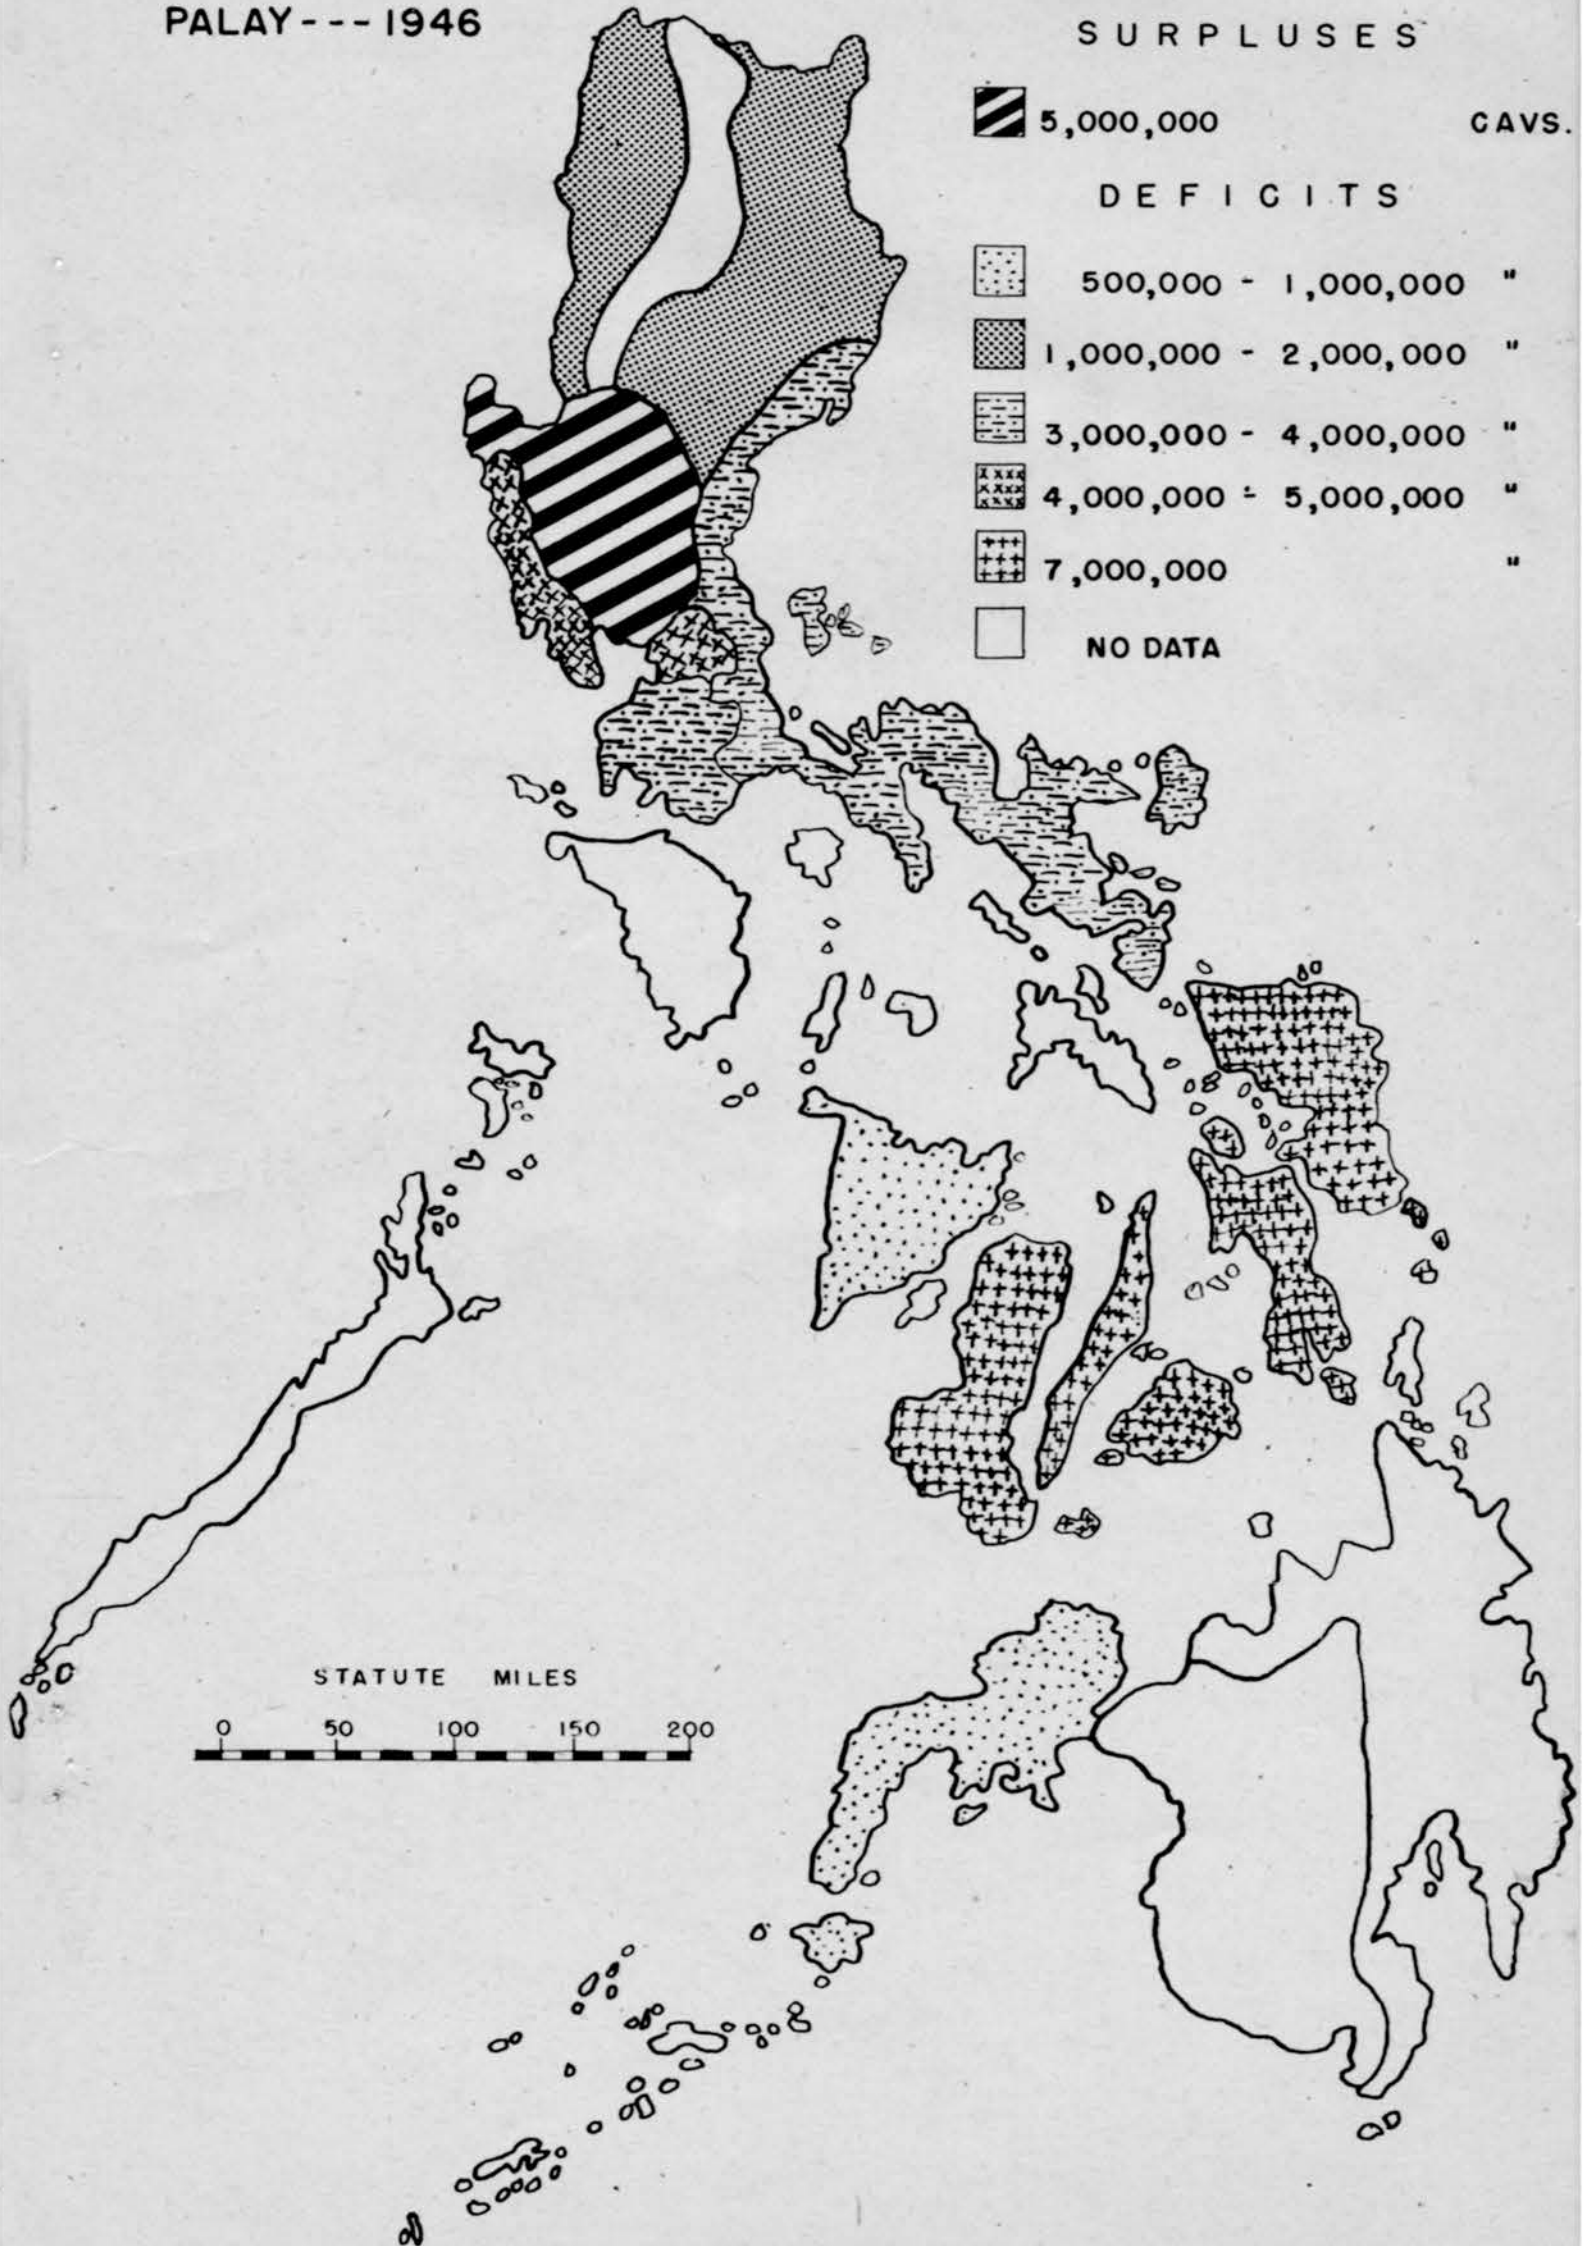 PALAY---1946
SURPLUSES
5,000,000 CAVS.
DEFICITS
500,000 - 1,000,000 "
1,000,000 - 2,000,000 "
3,000,000 - 4,000,000 "
4,000,000 - 5,000,000 "
7,000,000 "
NO DATA
STATUTE MILES
0 50 100 150 200